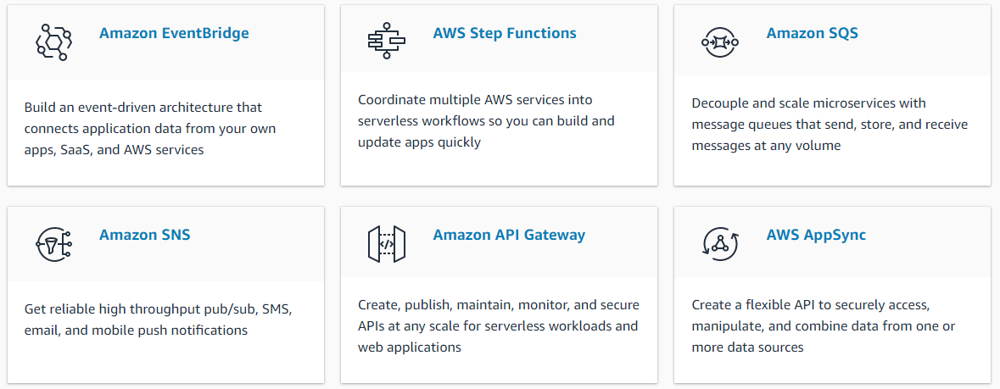 Amazon EventBridge
Build an event-driven architecture that
connects application data from your own
apps, SaaS, and AWS services
AWS Step Functions
Coordinate multiple AWS services into
serverless workflows so you can build and
update apps quickly
Amazon SQS
Decouple and scale microservices with
message queues that send, store, and receive
messages at any volume
Amazon SNS
Get reliable high throughput pub/sub, SMS,
email, and mobile push notifications
Amazon API Gateway
</>
Create, publish, maintain, monitor, and secure
APIs at any scale for serverless workloads and
web applications
AWS AppSync
Create a flexible API to securely access,
manipulate, and combine data from one or
more data sources